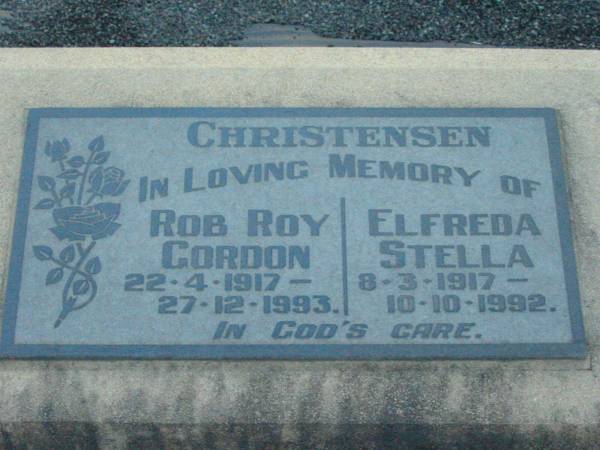 CHRISTENSEN
IN LOVING MEMORY OF
ROB ROY
GORDON
22·4·1917 —
27·12·1993.
ELFREDA
STELLA
8·3·1917 —
10·10·1992.
IN GOD'S CARE.